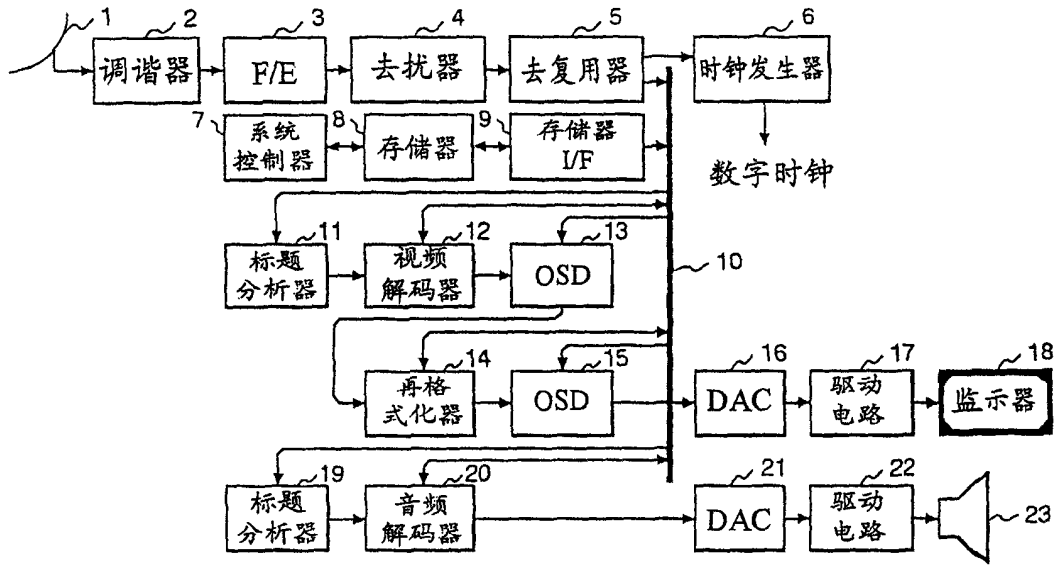 1
2
3
4
5
6
调谐器
F/E
去扰器
去复用器
时钟发生器
数字时钟
7
8
9
系统
控制器
存储器
存储器
I/F
10
11
12
13
标题
分析器
视频
解码器
OSD
14
15
16
17
18
再格
式化器
OSD
DAC
驱动
电路
监示器
19
20
21
22
23
标题
分析器
音频
解码器
DAC
驱动
电路